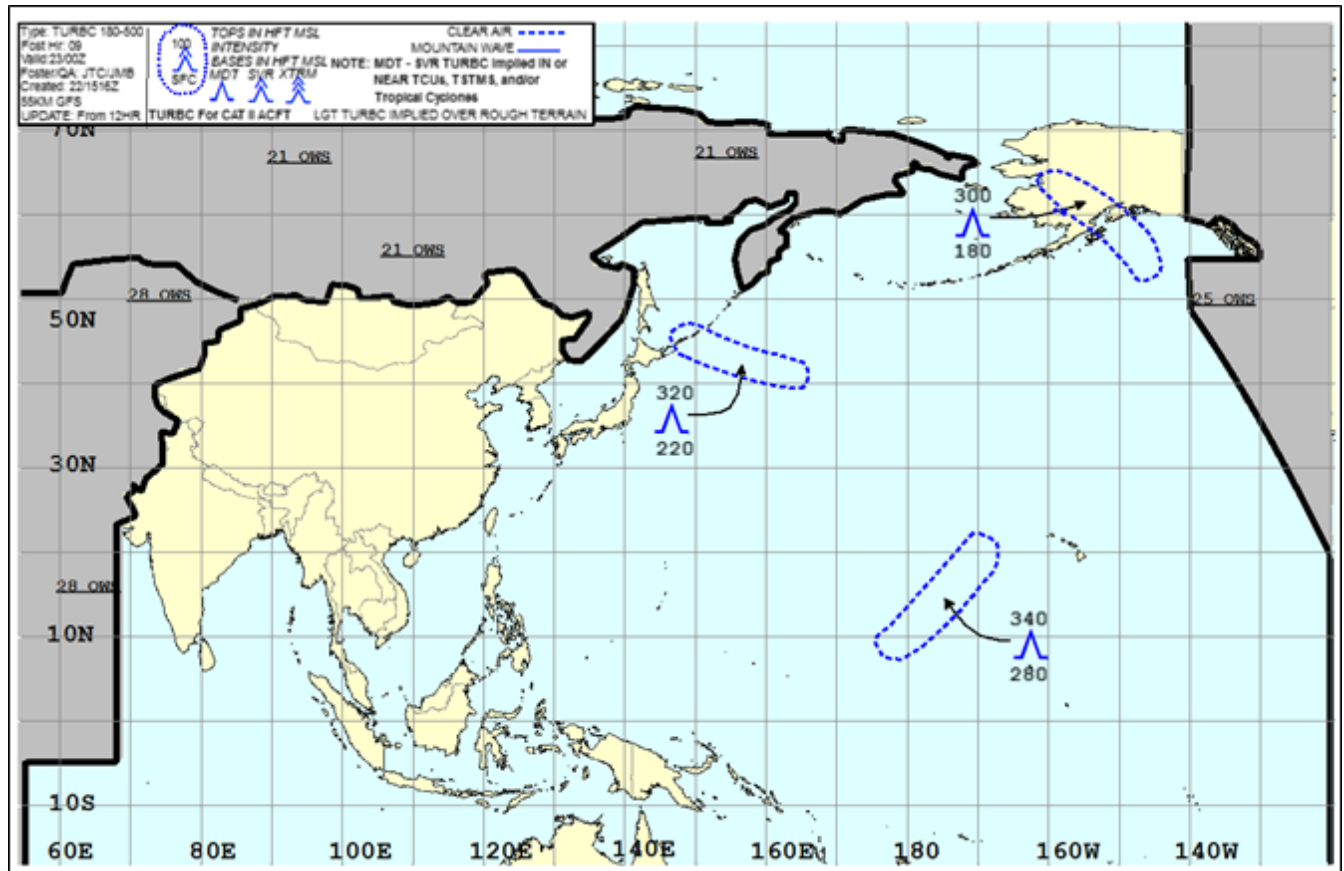 Type: TURBC 180-500
Fcst Hr: 09
Valid:23/00Z
Foster/QA: JTC/JMB
Created: 22/1516Z
55KM GFS
UPDATE: From 12HR
100
SFC
TOPS IN HFT MSL
INTENSITY
BASES IN HFT MSL
MDT SVR XTRM
TURBC For CAT II ACFT
CLEAR AIR
MOUNTAIN WAVE
NOTE: MDT - SVR TURBC Implied IN or
NEAR TCUs, TSTMS, and/or
Tropical Cyclones
LGT TURBC IMPLIED OVER ROUGH TERRAIN
70N
21 OWS
21 OWS
300
180
21 OWS
28 OWS
25 OWS
50N
320
220
30N
28 OWS
10N
340
280
10S
60E 80E 100E 120E 140E 160E 180 160W 140W